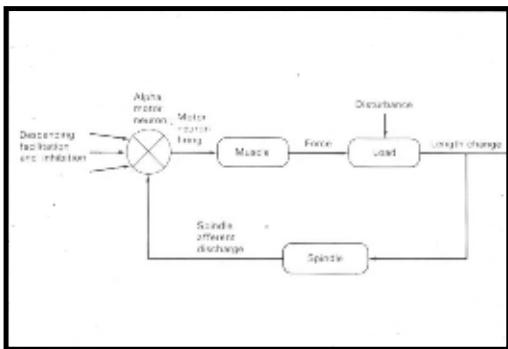 Alpha
motor
neuron
Motor
neuron
firing
Descending
facilitation
and inhibition
Muscle
Force
Disturbance
Load
Length change
Spindle
afferent
discharge
Spindle